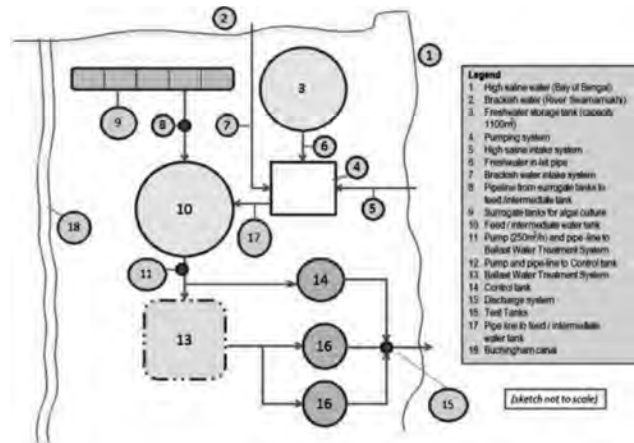 2
1
3
9
8
7
6
4
5
10
17
18
11
14
13
16
16
15
Legend
1 High saline water (Bay of Bengal)
2 Brackish water (River Swarnamukhi)
3 Freshwater storage tank (capacity
1100m³)
4 Pumping system
5 High saline intake system
6 Freshwater in-let pipe
7 Brackish water intake system
8 Pipeline from surrogate tanks to
feed /intermediate tank
9 Surrogate tanks for algal culture
10 Feed / intermediate water tank
11 Pump (250m³/h) and pipe-line to
Ballast Water Treatment System
12 Pump and pipe-line to Control tank
13 Ballast Water Treatment System
14 Control tank
15 Discharge system
16 Test Tanks
17 Pipe line to feed / intermediate
water tank
18 Buchingham canal
(sketch not to scale)